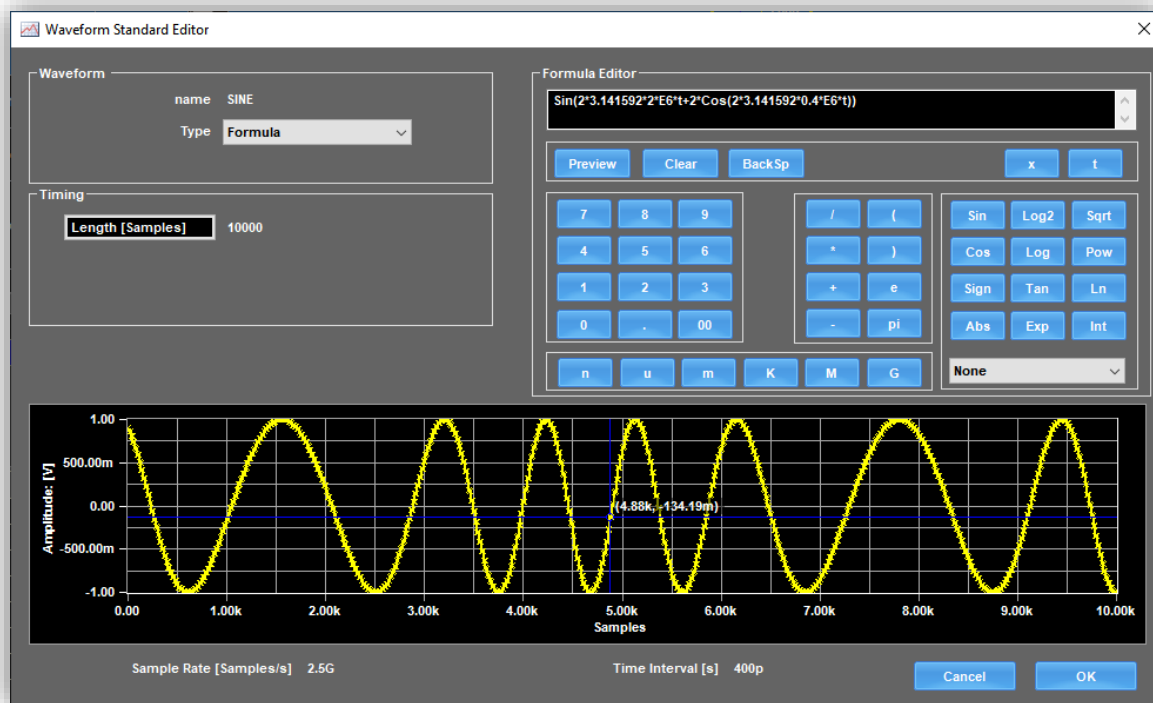 Waveform Standard Editor
Waveform
name SINE
Type Formula
Timing
Length [Samples] 10000
Formula Editor
Sin(2*3.141592*2*E6*t+2*Cos(2*3.141592*0.4*E6*t))
Preview Clear BackSp x t
7 8 9 / ( Sin Log2 Sqrt
4 5 6 * ) Cos Log Pow
1 2 3 + e Sign Tan Ln
0 . 00 - pi Abs Exp Int
n u m K M G None
Amplitude: [V]
1.00
500.00m
0.00
-500.00m
-1.00
(4.88k, -134.19m)
0.00 1.00k 2.00k 3.00k 4.00k 5.00k 6.00k 7.00k 8.00k 9.00k 10.00k
Samples
Sample Rate [Samples/s] 2.5G Time Interval [s] 400p
Cancel OK